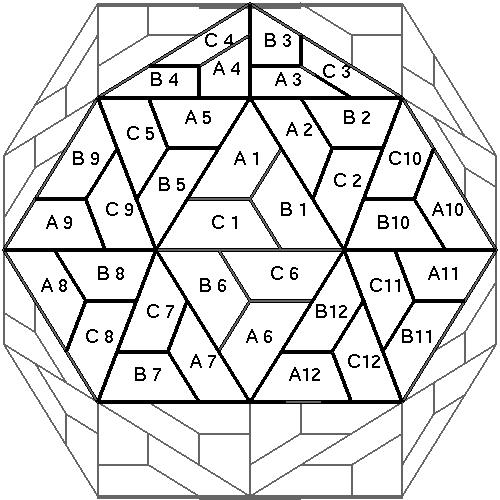 C 4 B 3
B 4 A 4 A 3 C 3
C 5 A 5 A 2 B 2
B 9 B 5 A 1 C 2 C10
A 9 C 9 C 1 B 1 B10 A10
A 8 B 8 B 6 C 6 C11 A11
C 8 C 7 A 6 B12 B11
B 7 A 7 A12 C12